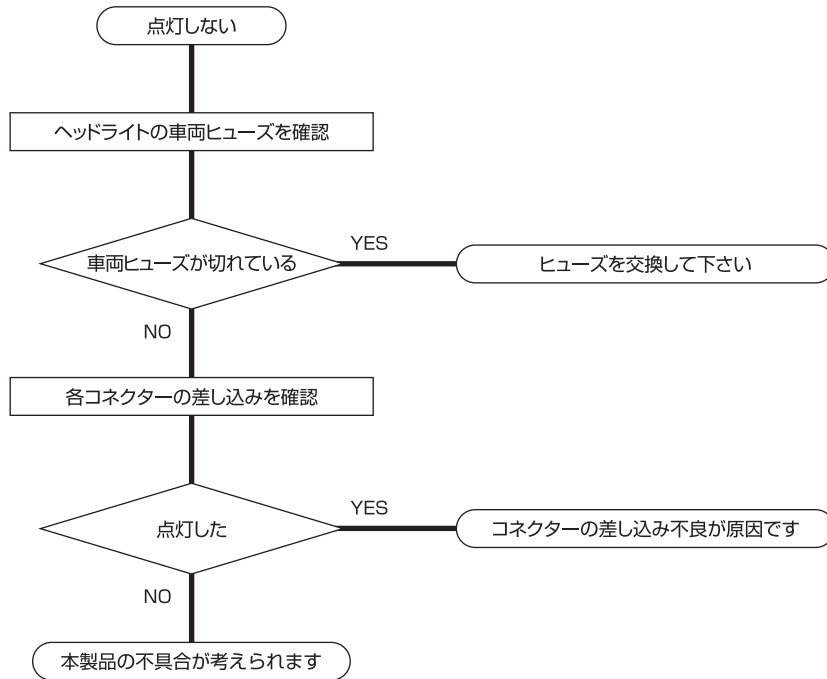 点灯しない
ヘッドライトの車両ヒューズを確認
車両ヒューズが切れている
YES
ヒューズを交換して下さい
NO
各コネクターの差し込みを確認
点灯した
YES
コネクターの差し込み不良が原因です
NO
本製品の不具合が考えられます